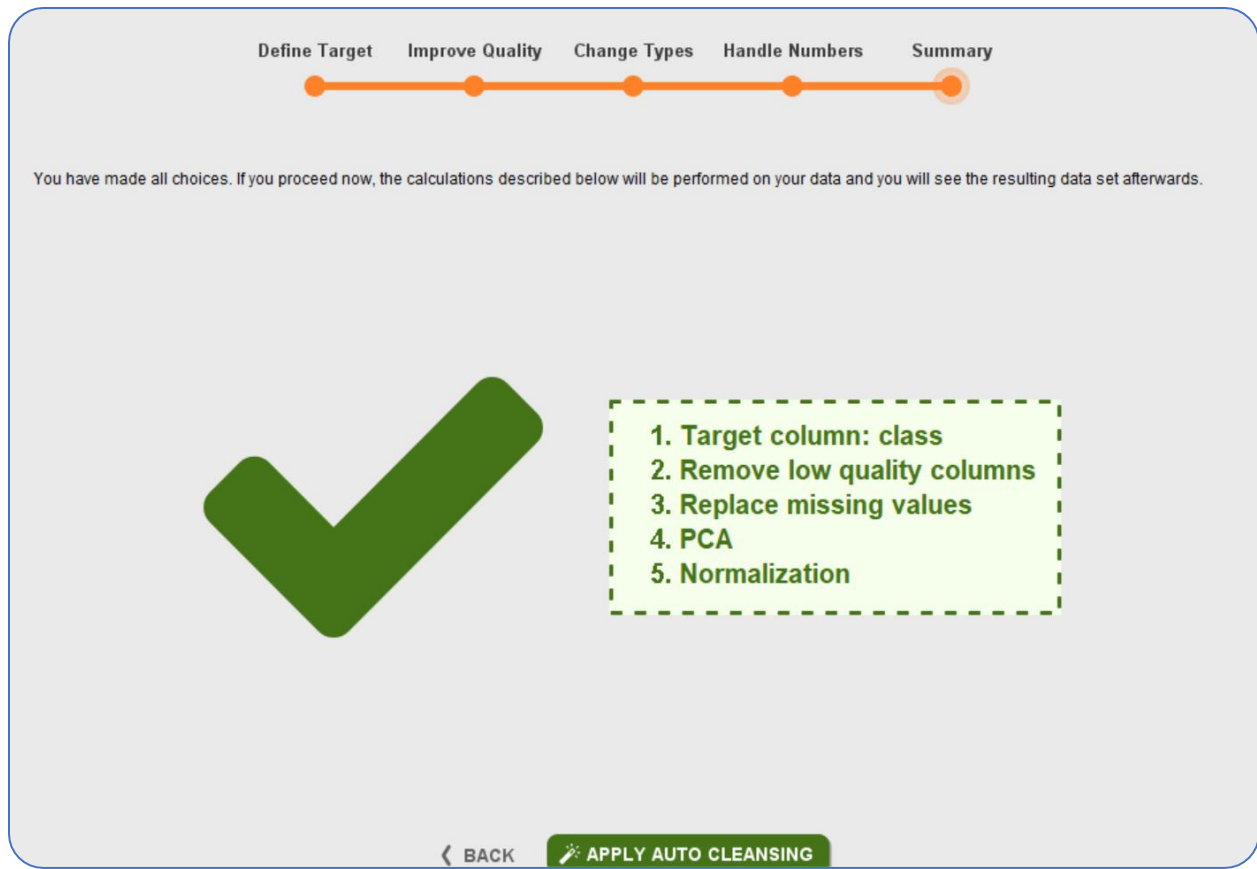 Define Target Improve Quality Change Types Handle Numbers Summary
You have made all choices. If you proceed now, the calculations described below will be performed on your data and you will see the resulting data set afterwards.
1. Target column: class
2. Remove low quality columns
3. Replace missing values
4. PCA
5. Normalization
❮ BACK APPLY AUTO CLEANSING